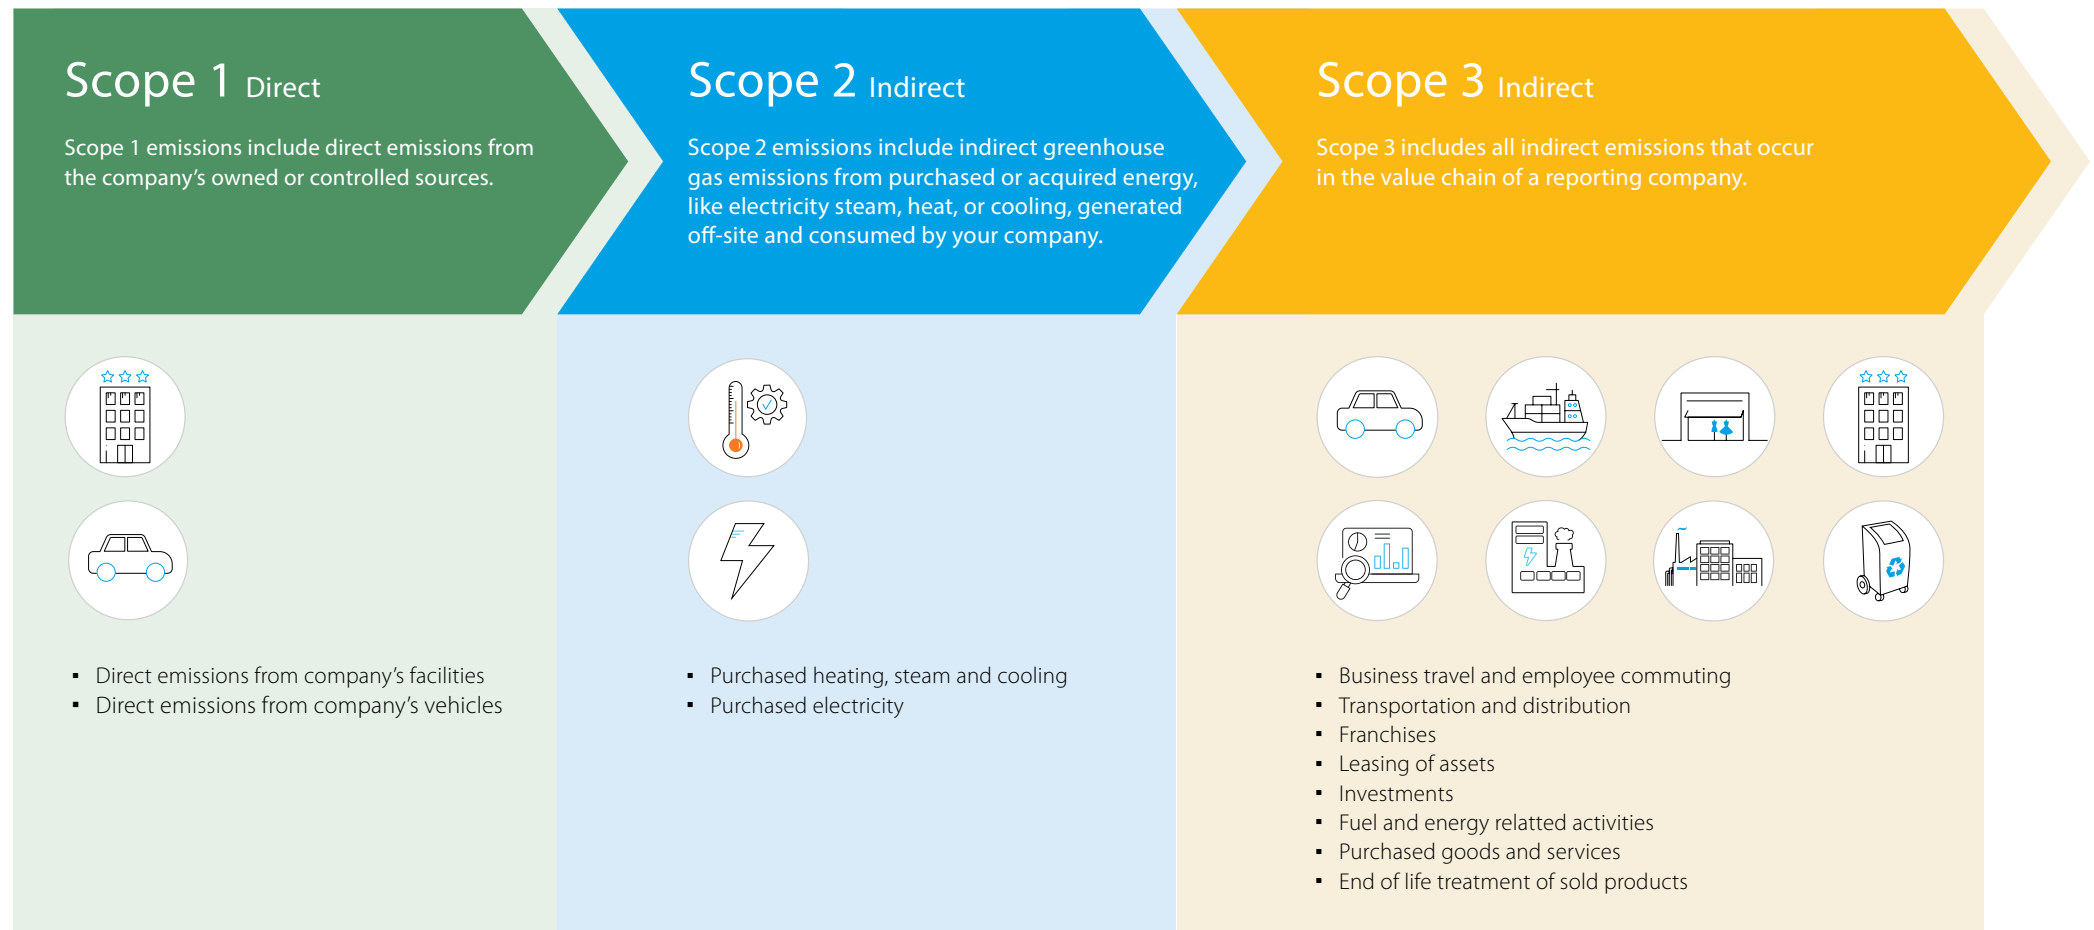 Scope 1 Direct
Scope 1 emissions include direct emissions from
the company’s owned or controlled sources.
Scope 2 Indirect
Scope 2 emissions include indirect greenhouse
gas emissions from purchased or acquired energy,
like electricity steam, heat, or cooling, generated
off-site and consumed by your company.
Scope 3 Indirect
Scope 3 includes all indirect emissions that occur
in the value chain of a reporting company.
▪ Direct emissions from company’s facilities
▪ Direct emissions from company’s vehicles
▪ Purchased heating, steam and cooling
▪ Purchased electricity
▪ Business travel and employee commuting
▪ Transportation and distribution
▪ Franchises
▪ Leasing of assets
▪ Investments
▪ Fuel and energy relatted activities
▪ Purchased goods and services
▪ End of life treatment of sold products